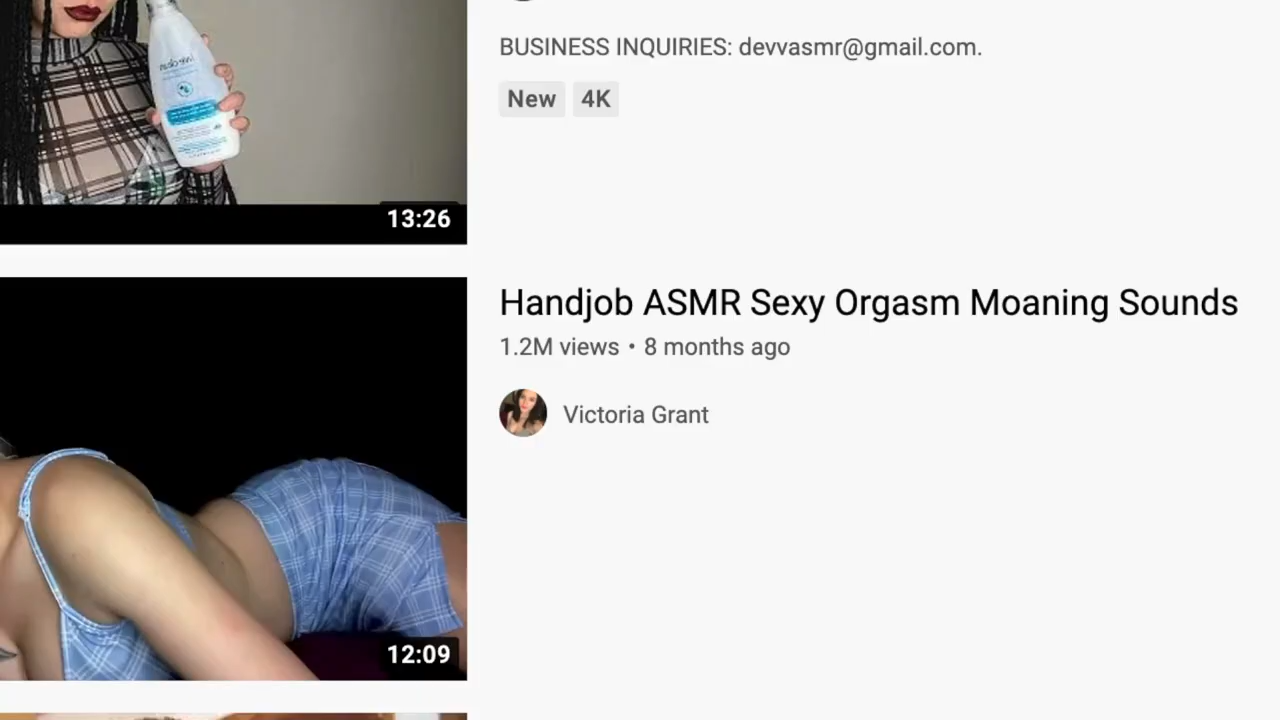 BUSINESS INQUIRIES: devvasmr@gmail.com.
New 4K
13:26
Handjob ASMR Sexy Orgasm Moaning Sounds
1.2M views • 8 months ago
Victoria Grant
12:09